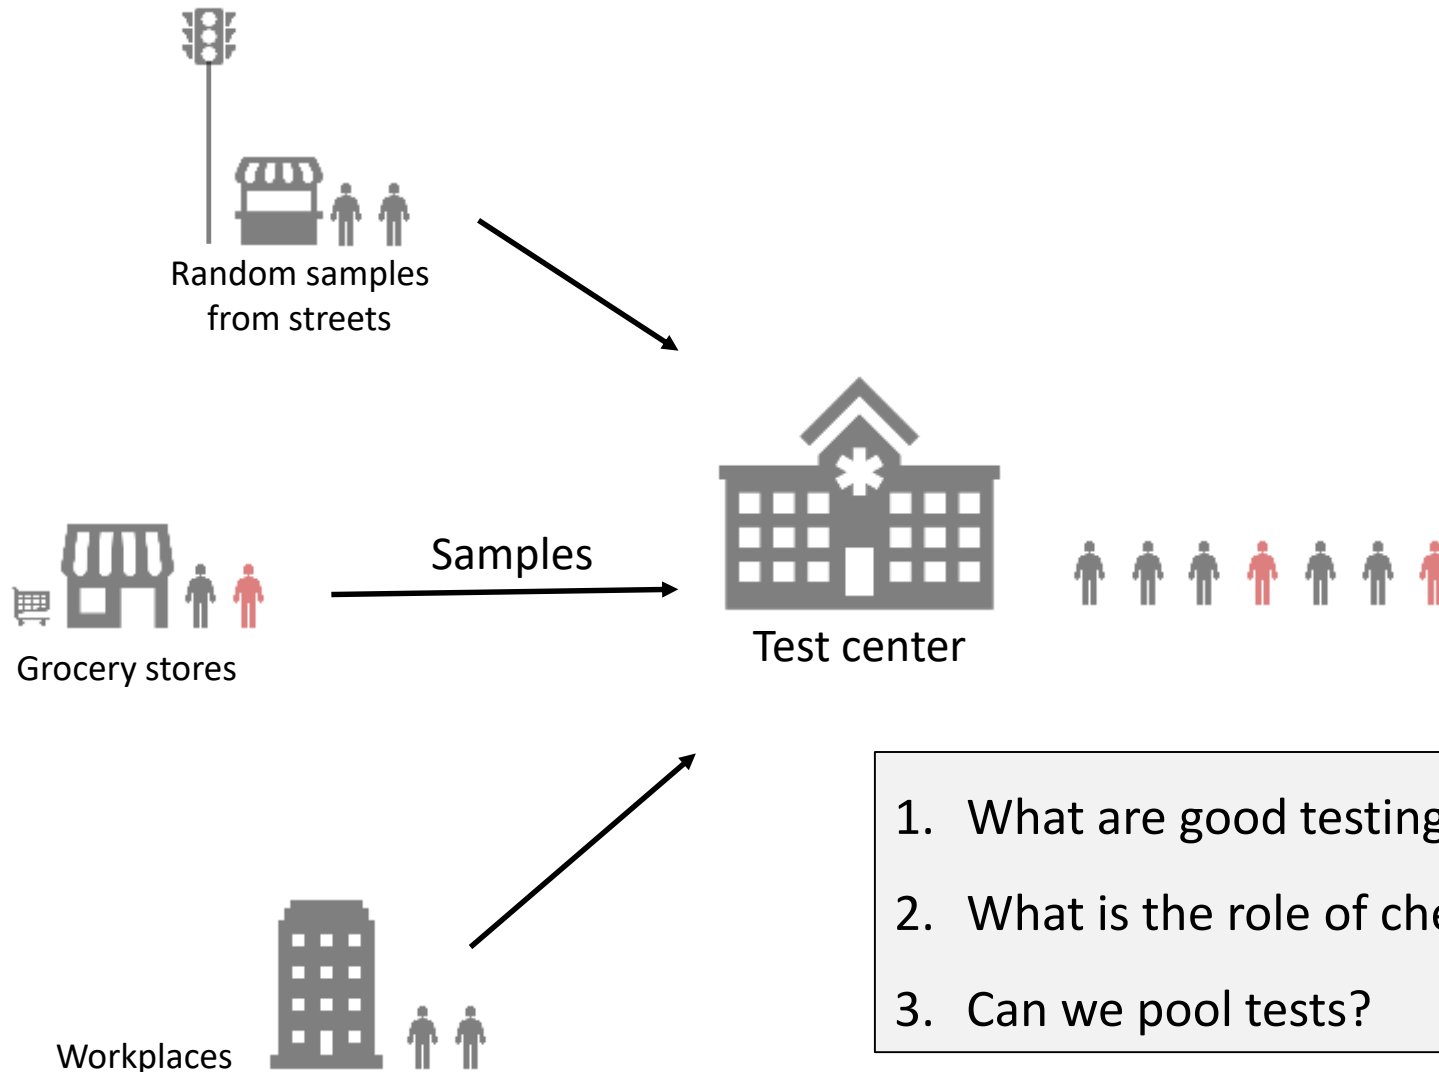 Random samples
from streets
Samples
Grocery stores
Test center
Workplaces
1. What are good testing
2. What is the role of
3. Can we pool tests?